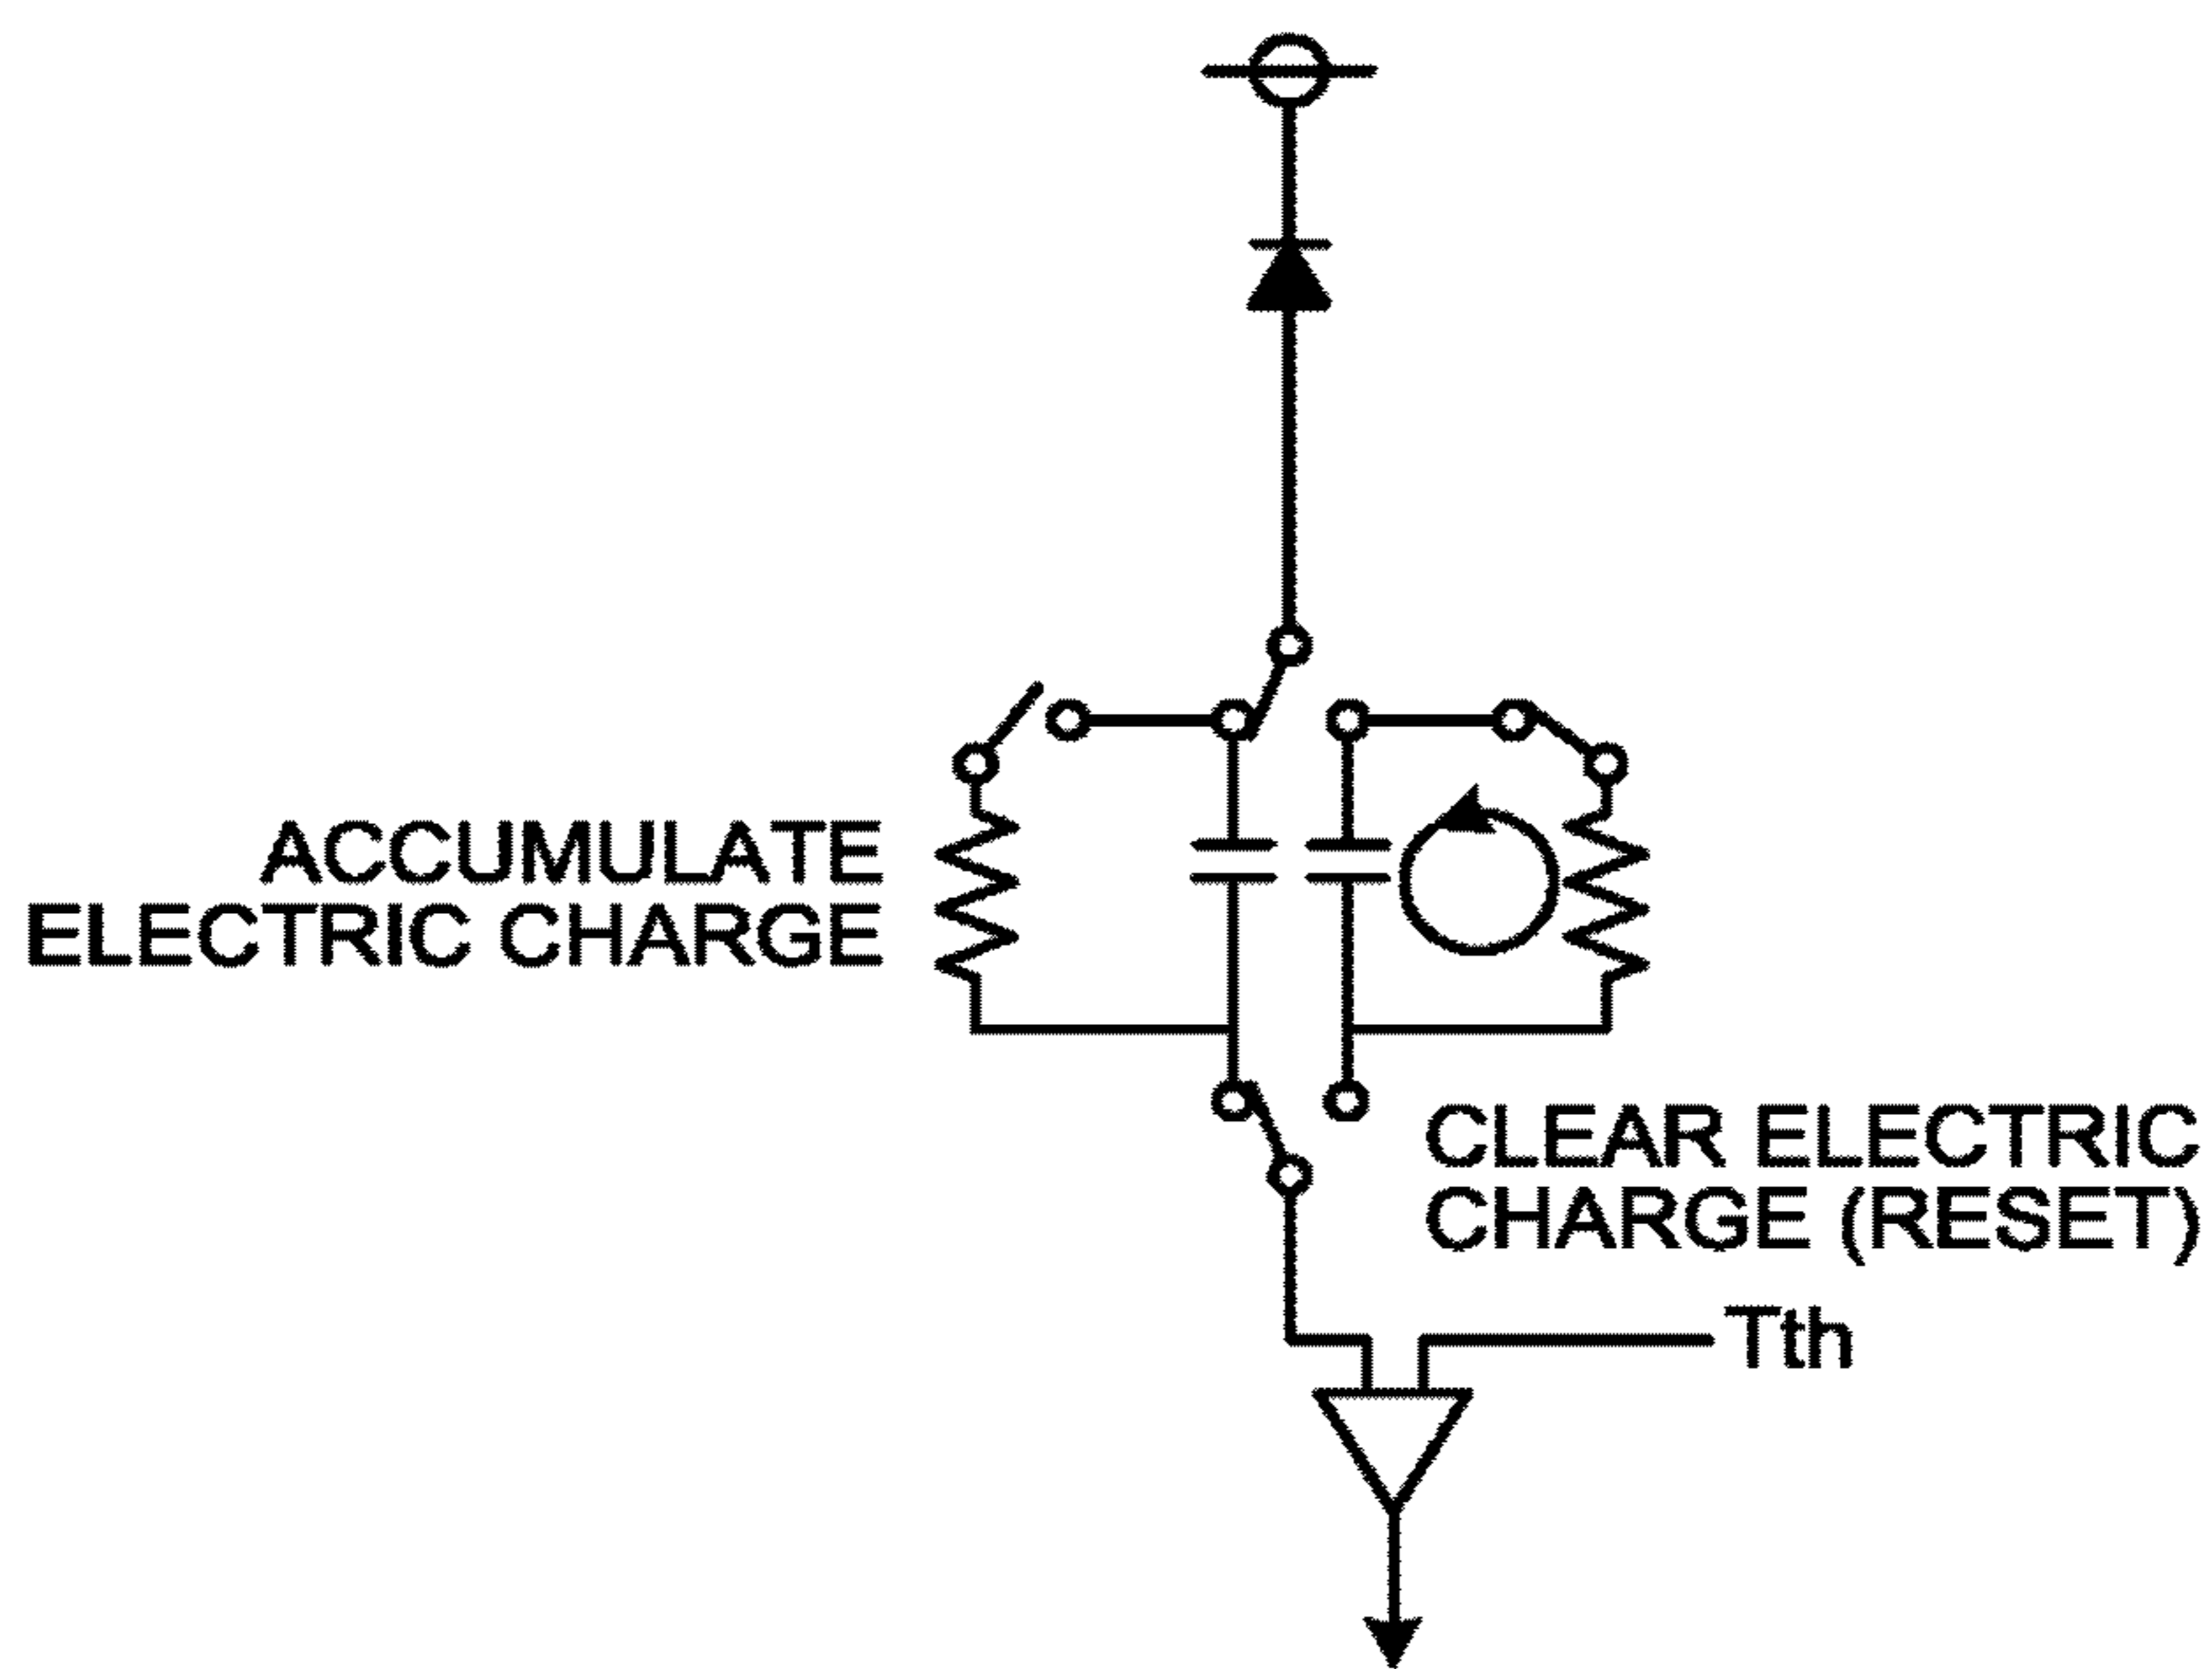 ACCUMULATE
ELECTRIC CHARGE
CLEAR ELECTRIC
CHARGE (RESET)
Tth